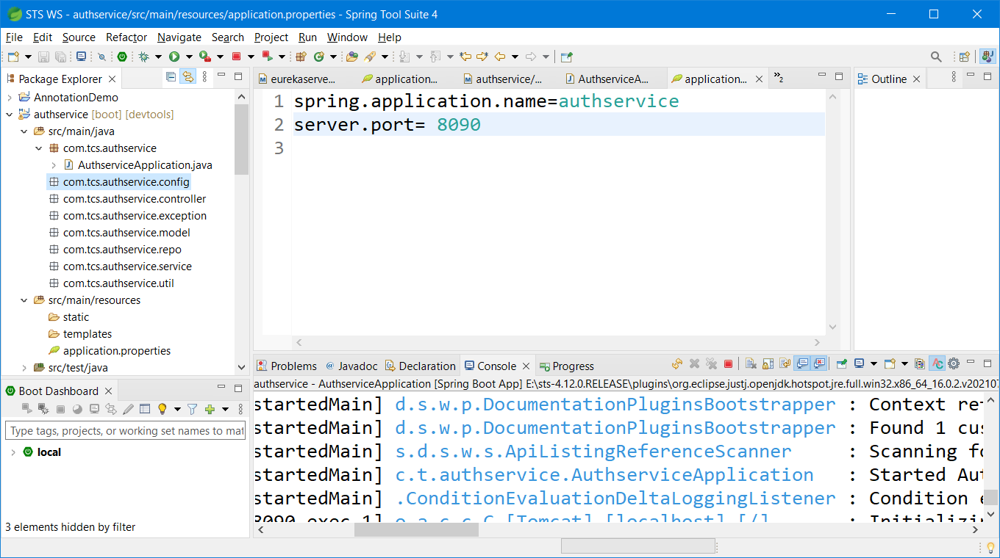 STS WS - authservice/src/main/resources/application.properties - Spring Tool Suite 4
File Edit Source Refactor Navigate Search Project Run Window Help
Package Explorer
eurekaserve...
application...
authservice/...
AuthserviceA...
application...
2
Outline
AnnotationDemo
authservice [boot] [devtools]
src/main/java
com.tcs.authservice
AuthserviceApplication.java
com.tcs.authservice.config
com.tcs.authservice.controller
com.tcs.authservice.exception
com.tcs.authservice.model
com.tcs.authservice.repo
com.tcs.authservice.service
com.tcs.authservice.util
src/main/resources
static
templates
application.properties
src/test/java
1 spring.application.name=authservice
2 server.port= 8090
3
Boot Dashboard
Type tags, projects, or working set names to mat
local
3 elements hidden by filter
Problems @ Javadoc Declaration Console Progress
authservice - AuthserviceApplication [Spring Boot App] E:\sts-4.12.0.RELEASE\plugins\org.eclipse.justj.openjdk.hotspot.jre.full.win32.x86_64_16.0.2.v202107
startedMain] d.s.w.p.DocumentationPluginsBootstrapper : Context ref
startedMain] d.s.w.p.DocumentationPluginsBootstrapper : Found 1 cus
startedMain] s.d.s.w.s.ApiListingReferenceScanner : Scanning fo
startedMain] c.t.authservice.AuthserviceApplication : Started Aut
startedMain] .ConditionEvaluationDeltaLoggingListener : Condition e
8090-exec-1] o.a.c.c.C.[Tomcat].[localhost].[/] : Initializin